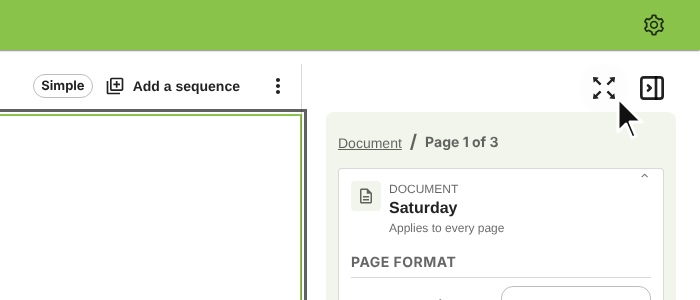 Simple
Add a sequence
Document / Page 1 of 3
DOCUMENT
Saturday
Applies to every page
PAGE FORMAT